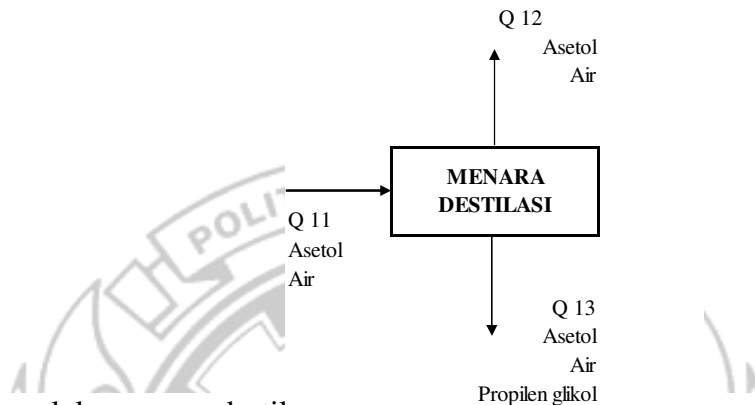 Q 12
Asetol
Air
MENARA
DESTILASI
Q 11
Asetol
Air
Q 13
Asetol
Air
Propilen glikol